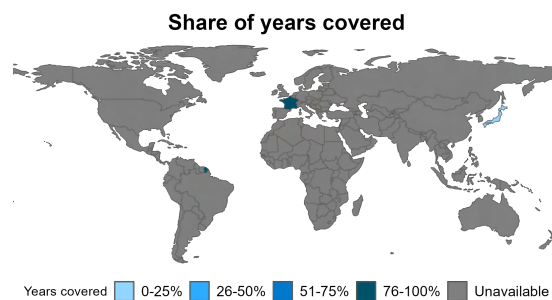 Share of years covered
Years covered 0-25% 26-50% 51-75% 76-100% Unavailable